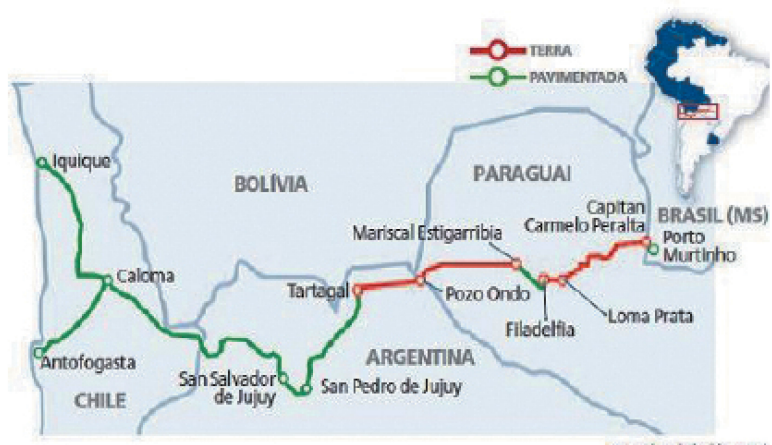 TERRA
PAVIMENTADA
Iquique
BOLÍVIA
PARAGUAI
Capitan
Carmelo Peralta
BRASIL (MS)
Porto
Murtinho
Mariscal Estigarribia
Caloma
Tartagal
Pozo Ondo
Loma Prata
Filadelfia
Antofogasta
ARGENTINA
San Salvador
de Jujuy
San Pedro de Jujuy
CHILE